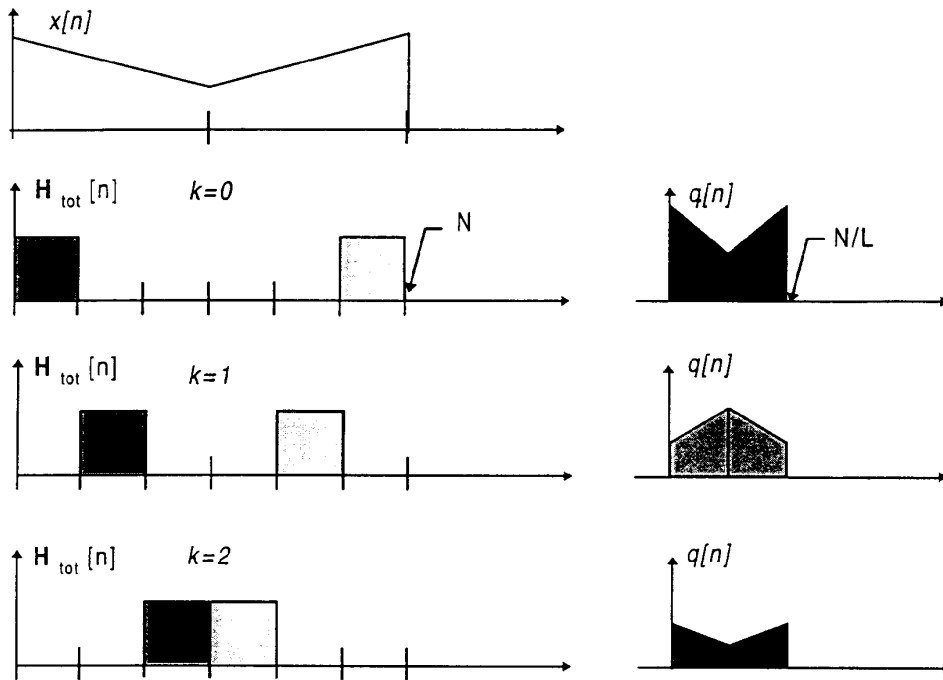 x[n]
H tot [n] k=0
N
q[n]
N/L
H tot [n] k=1
q[n]
H tot [n] k=2
q[n]